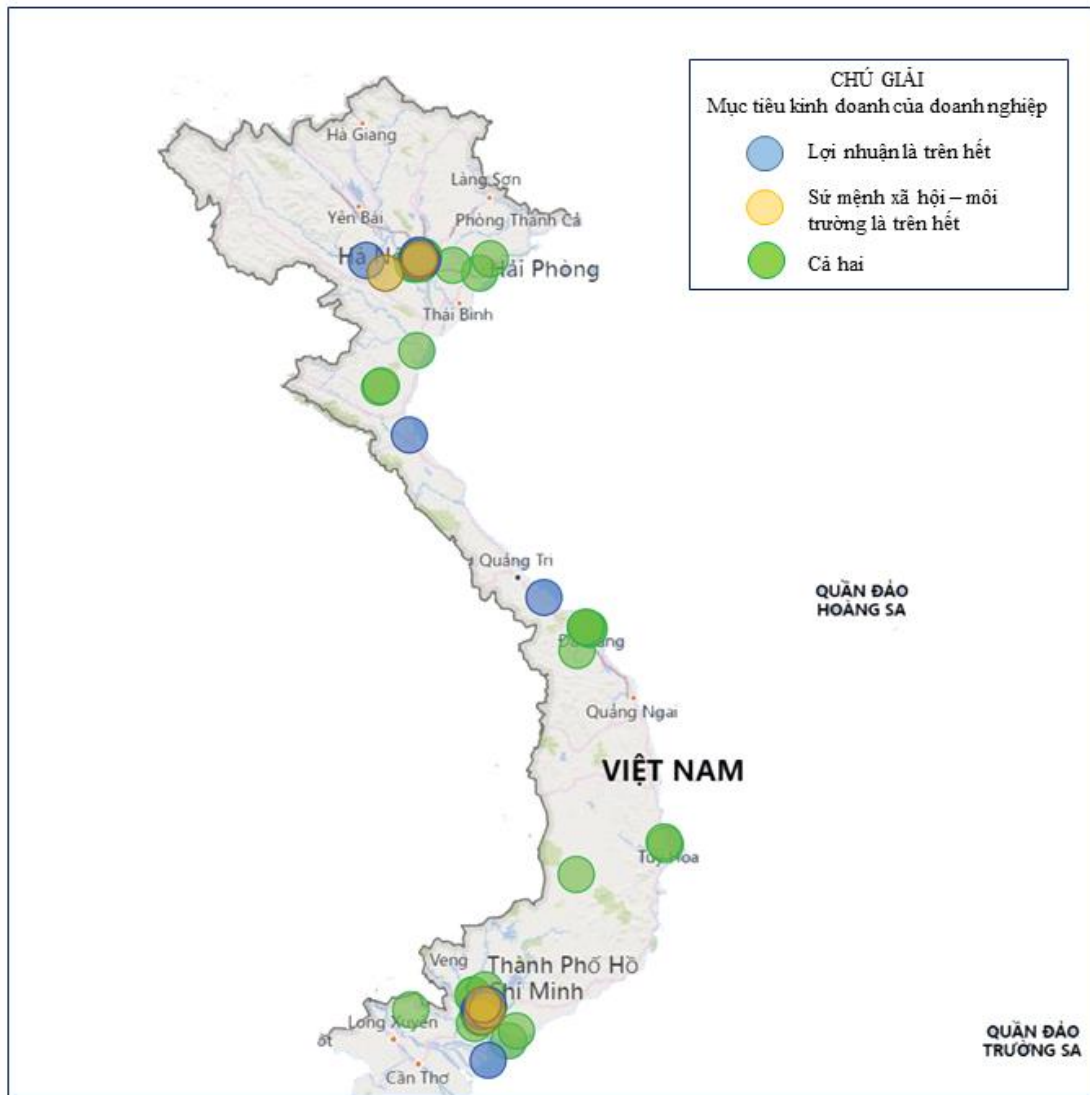 CHÚ GIẢI
Mục tiêu kinh doanh của doanh nghiệp
Lợi nhuận là trên hết
Sứ mệnh xã hội – môi
trường là trên hết
Cả hai
Hà Giang
Lạng Sơn
Yên Bái
Phòng Thành Cả
Hải Phòng
Thái Bình
Quảng Trị
QUẦN ĐẢO
HOÀNG SA
Quảng Ngai
VIỆT NAM
Tuy Hoa
Veng
Thành Phố Hồ
Chí Minh
Long Xuyên
Cần Thơ
QUẦN ĐẢO
TRƯỜNG SA